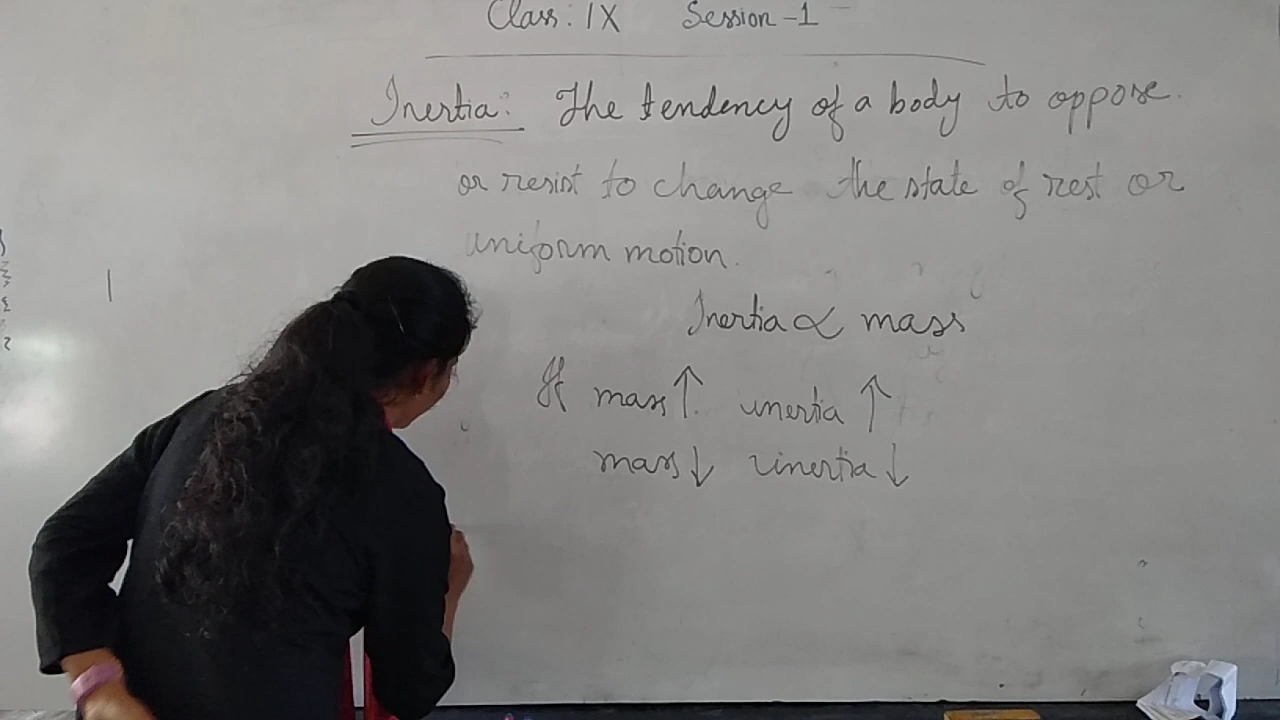 Class: IX Session -1
Inertia: The tendency of a body to oppose.
or resist to change the state of rest or
uniform motion.
Inertia ∝ mass
If mass ↑ inertia ↑
mass ↓ inertia ↓